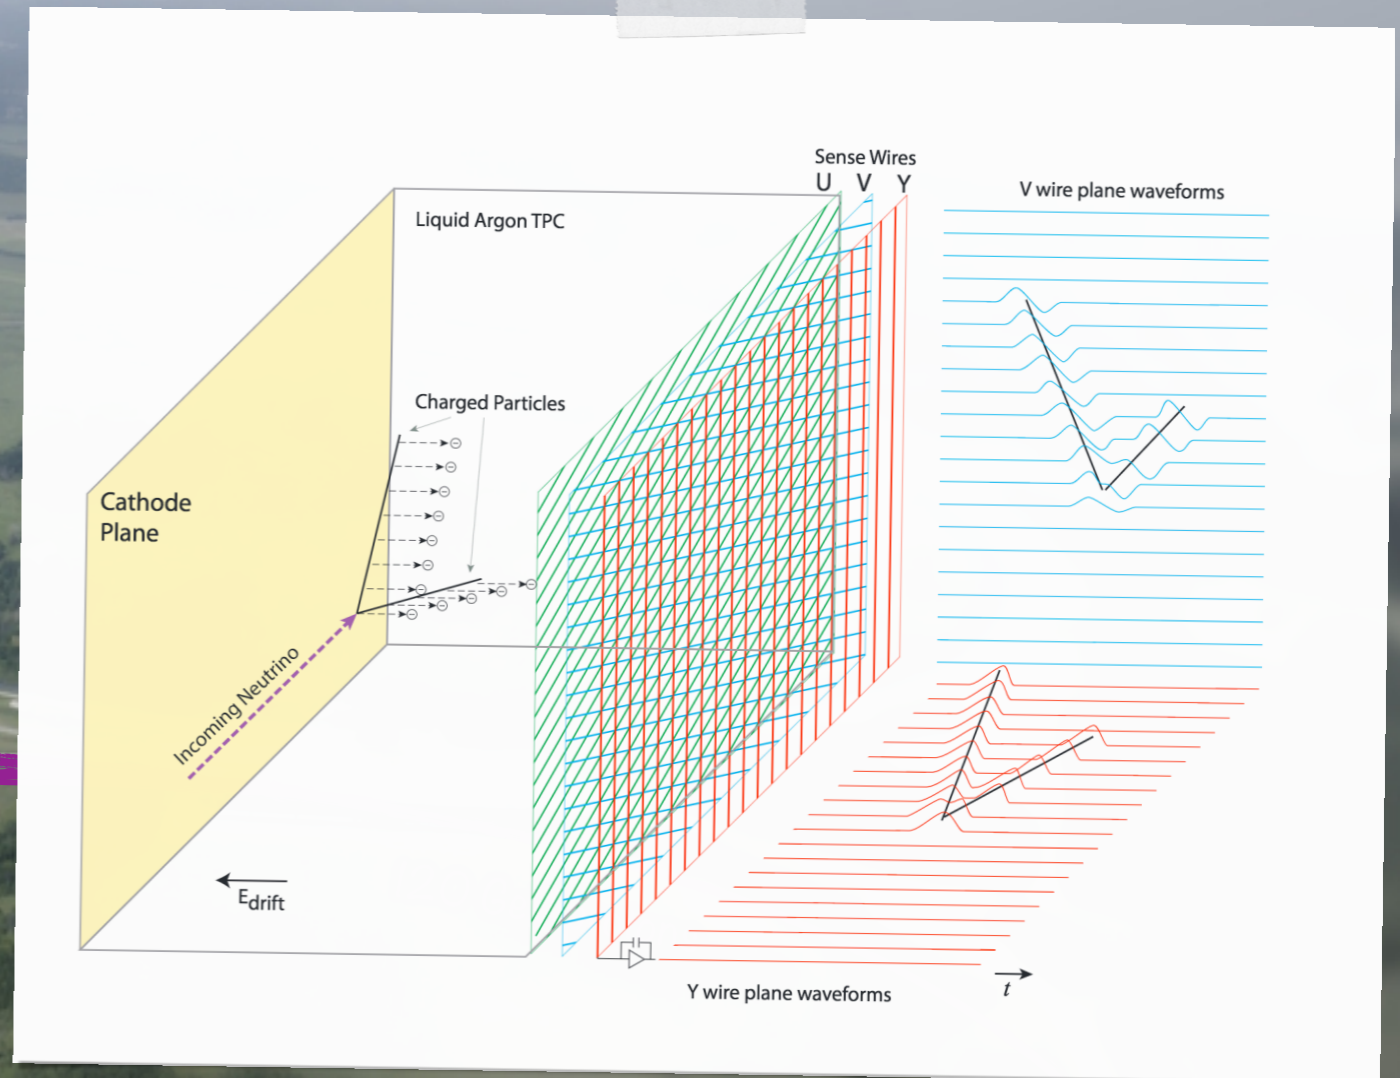 Sense Wires
U V Y
V wire plane waveforms
Liquid Argon TPC
Charged Particles
Cathode
Plane
Incoming Neutrino
Edrift
t
Y wire plane waveforms